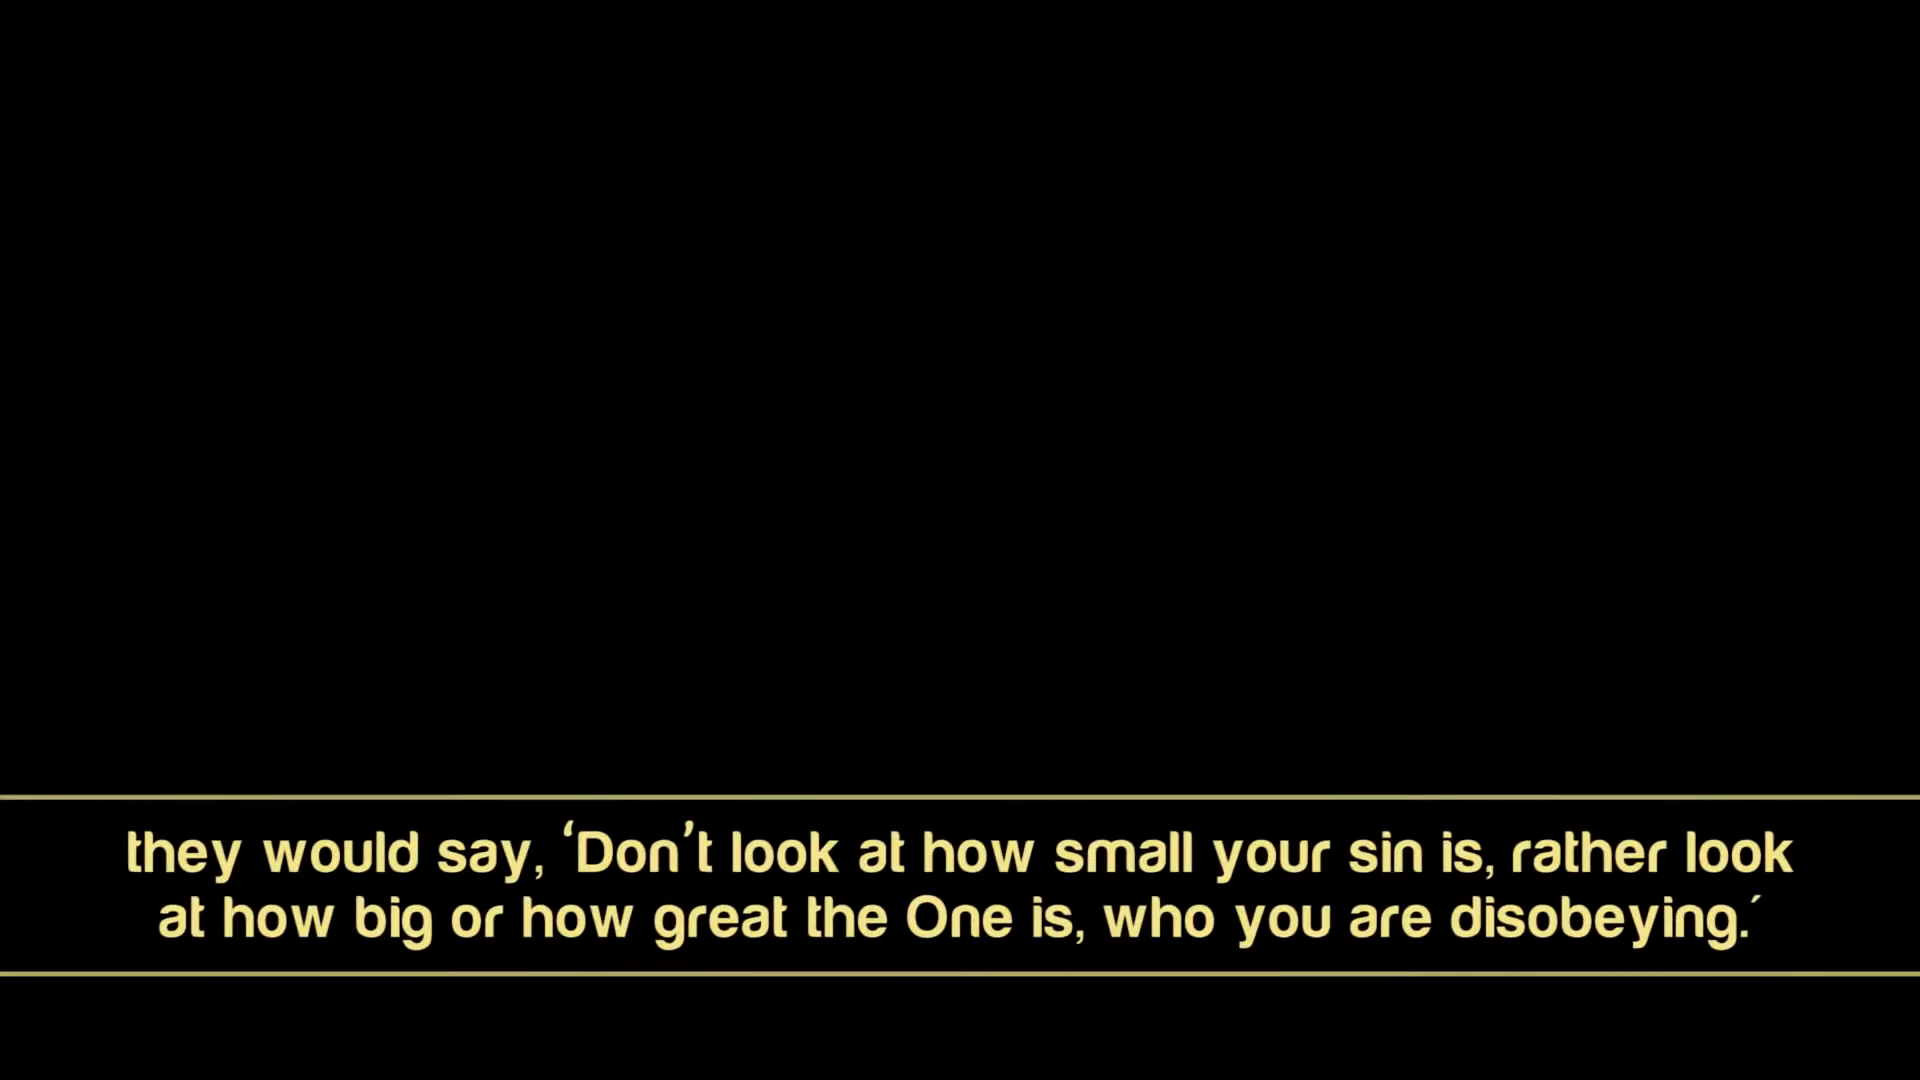 they would say, ‘Don’t look at how small your sin is, rather look
at how big or how great the One is, who you are disobeying.´